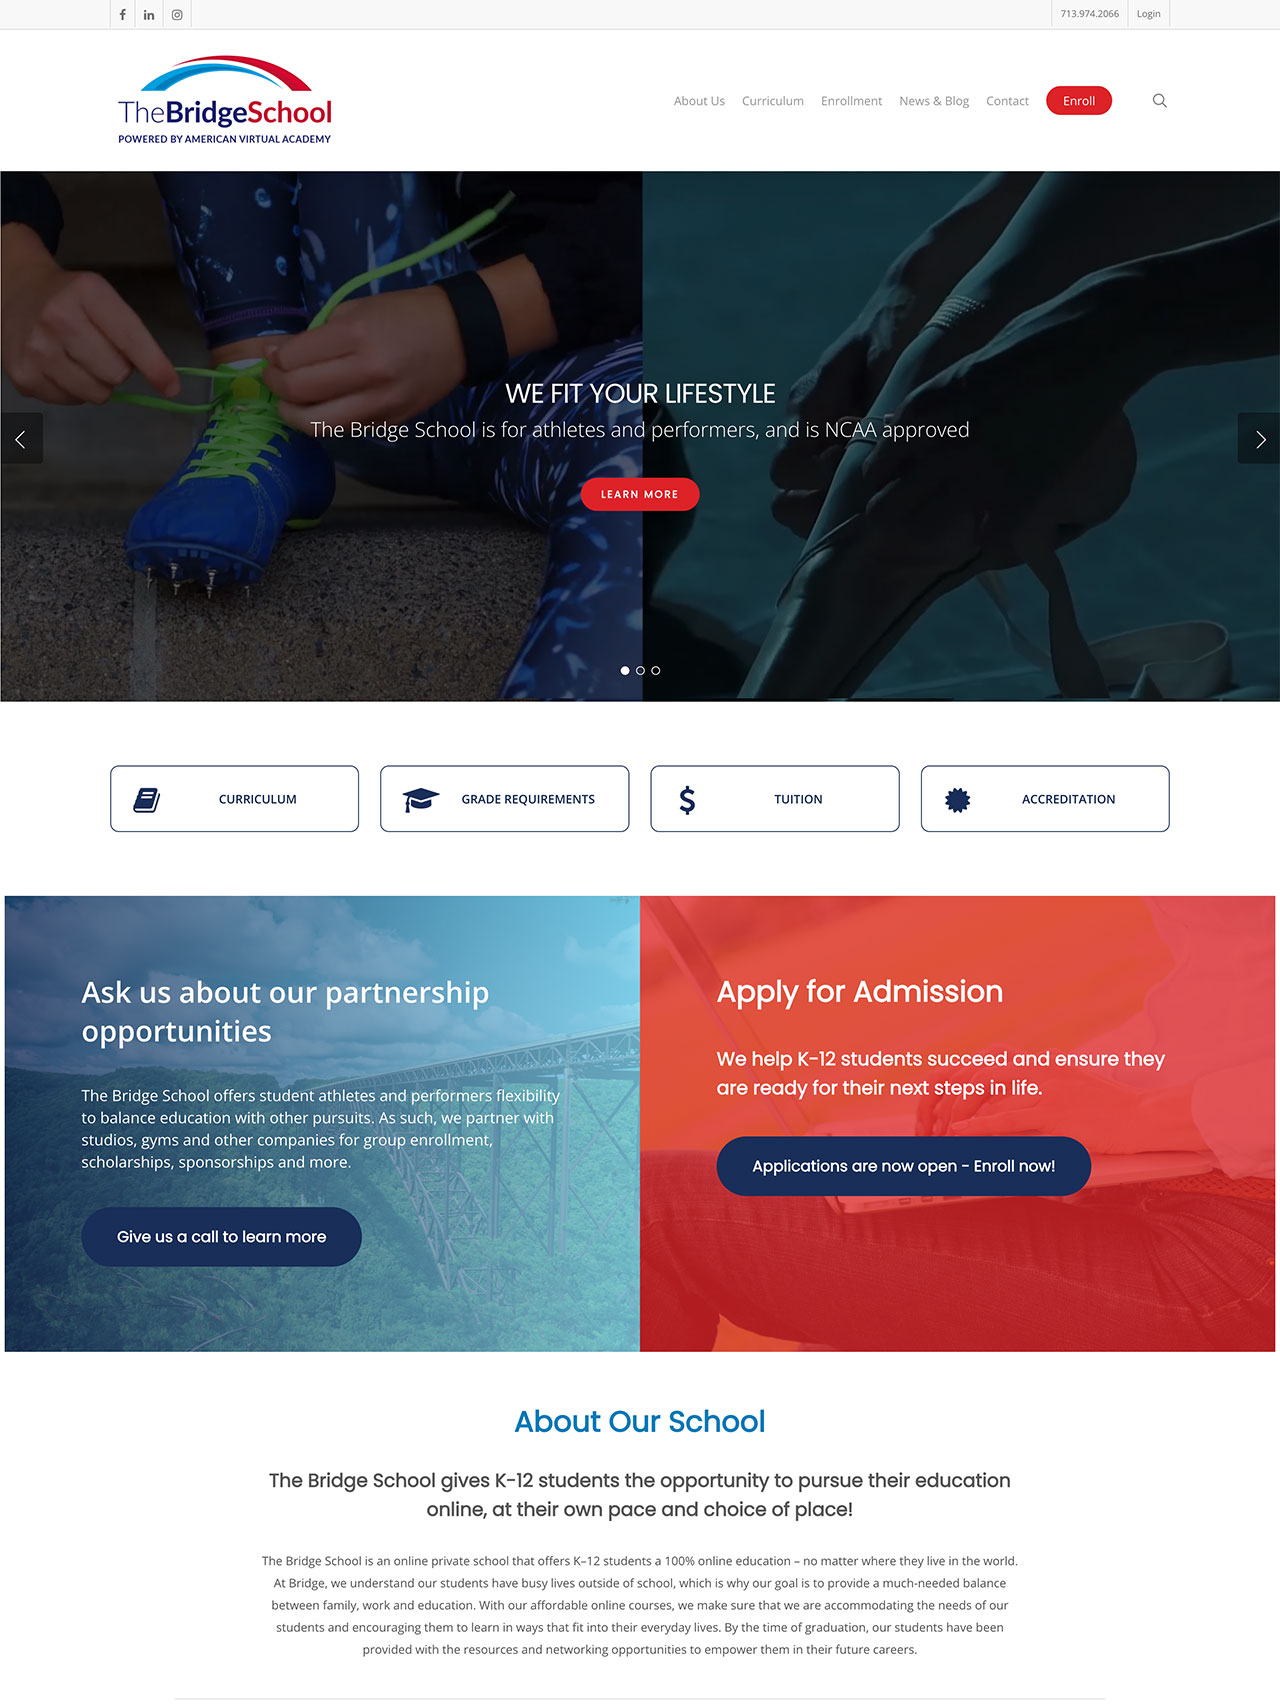 713.974.2066
Login
TheBridgeSchool
POWERED BY AMERICAN VIRTUAL ACADEMY
About Us
Curriculum
Enrollment
News & Blog
Contact
Enroll
WE FIT YOUR LIFESTYLE
The Bridge School is for athletes and performers, and is NCAA approved
LEARN MORE
CURRICULUM
GRADE REQUIREMENTS
TUITION
ACCREDITATION
Ask us about our partnership
opportunities
The Bridge School offers student athletes and performers flexibility
to balance education with other pursuits. As such, we partner with
studios, gyms and other companies for group enrollment,
scholarships, sponsorships and more.
Give us a call to learn more
Apply for Admission
We help K-12 students succeed and ensure they
are ready for their next steps in life.
Applications are now open - Enroll now!
About Our School
The Bridge School gives K-12 students the opportunity to pursue their education
online, at their own pace and choice of place!
The Bridge School is an online private school that offers K–12 students a 100% online education – no matter where they live in the world.
At Bridge, we understand our students have busy lives outside of school, which is why our goal is to provide a much-needed balance
between family, work and education. With our affordable online courses, we make sure that we are accommodating the needs of our
students and encouraging them to learn in ways that fit into their everyday lives. By the time of graduation, our students have been
provided with the resources and networking opportunities to empower them in their future careers.